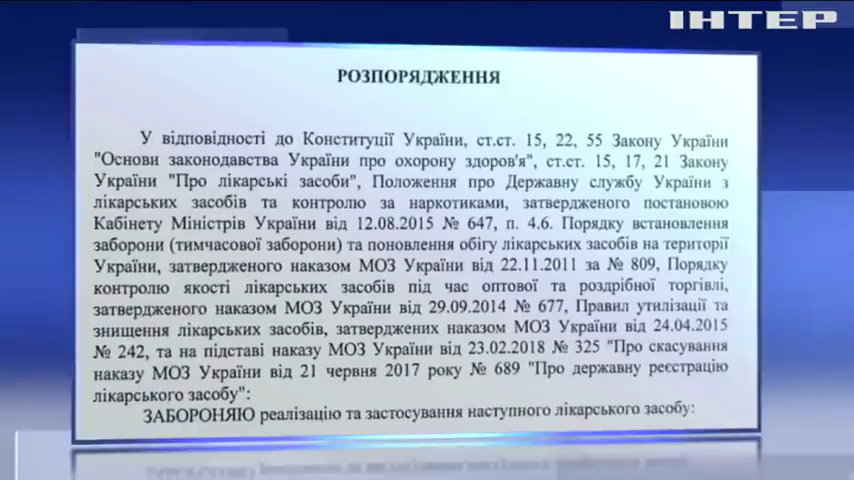 ІНТЕР
РОЗПОРЯДЖЕННЯ
У відповідності до Конституції України, ст.ст. 15, 22, 55 Закону України
"Основи законодавства України про охорону здоров'я", ст.ст. 15, 17, 21 Закону
України "Про лікарські засоби", Положення про Державну службу України з
лікарських засобів та контролю за наркотиками, затвердженого постановою
Кабінету Міністрів України від 12.08.2015 № 647, п. 4.6. Порядку встановлення
заборони (тимчасової заборони) та поновлення обігу лікарських засобів на території
України, затвердженого наказом МОЗ України від 22.11.2011 за № 809, Порядку
контролю якості лікарських засобів під час оптової та роздрібної торгівлі,
затвердженого наказом МОЗ України від 29.09.2014 № 677, Правил утилізації та
знищення лікарських засобів, затверджених наказом МОЗ України від 24.04.2015
№ 242, та на підставі наказу МОЗ України від 23.02.2018 № 325 "Про скасування
наказу МОЗ України від 21 червня 2017 року № 689 "Про державну реєстрацію
лікарського засобу":
ЗАБОРОНЯЮ реалізацію та застосування наступного лікарського засобу: